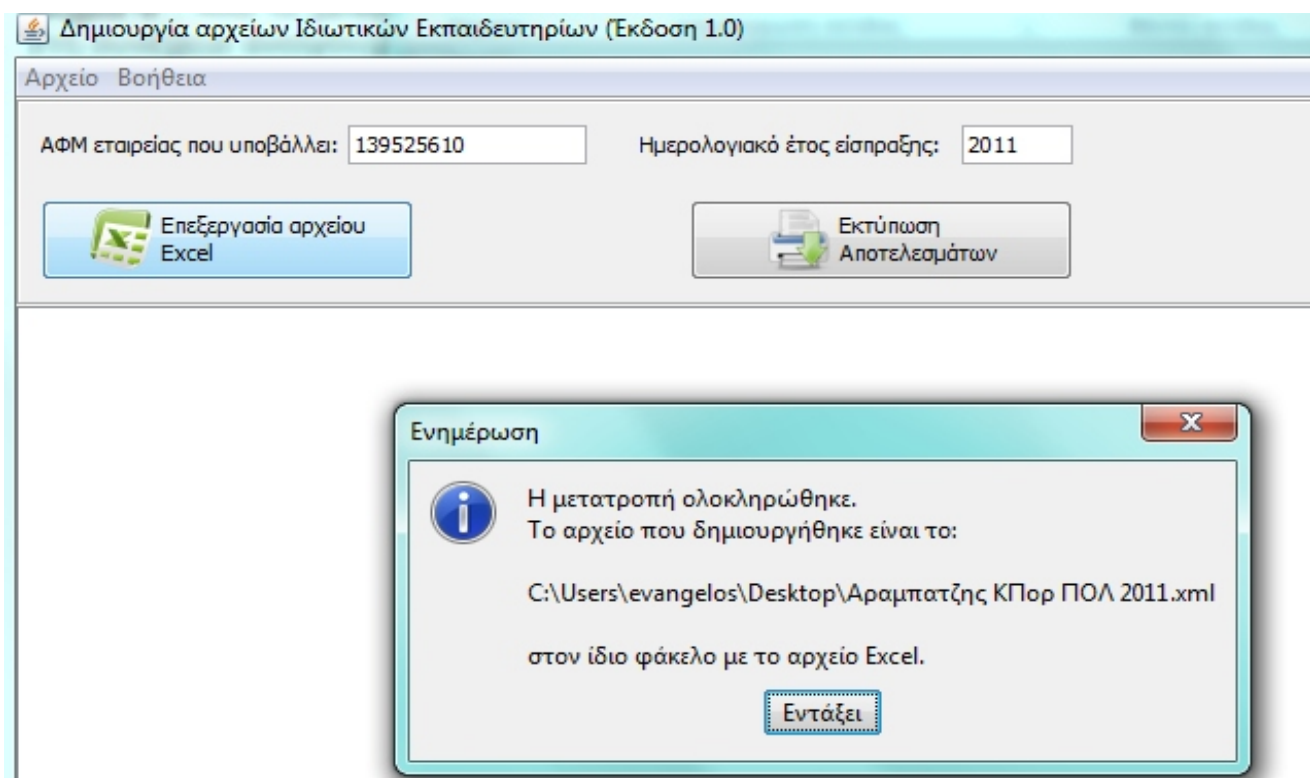 Δημιουργία αρχείων Ιδιωτικών Εκπαιδευτηρίων (Έκδοση 1.0)
Αρχείο Βοήθεια
ΑΦΜ εταιρείας που υποβάλλει: 139525610 Ημερολογιακό έτος είσπραξης: 2011
Επεξεργασία αρχείου
Excel
Εκτύπωση
Αποτελεσμάτων
Ενημέρωση
Η μετατροπή ολοκληρώθηκε.
Το αρχείο που δημιουργήθηκε είναι το:
C:\Users\evangelos\Desktop\Αραμπατζης ΚΠορ ΠΟΛ 2011.xml
στον ίδιο φάκελο με το αρχείο Excel.
Εντάξει